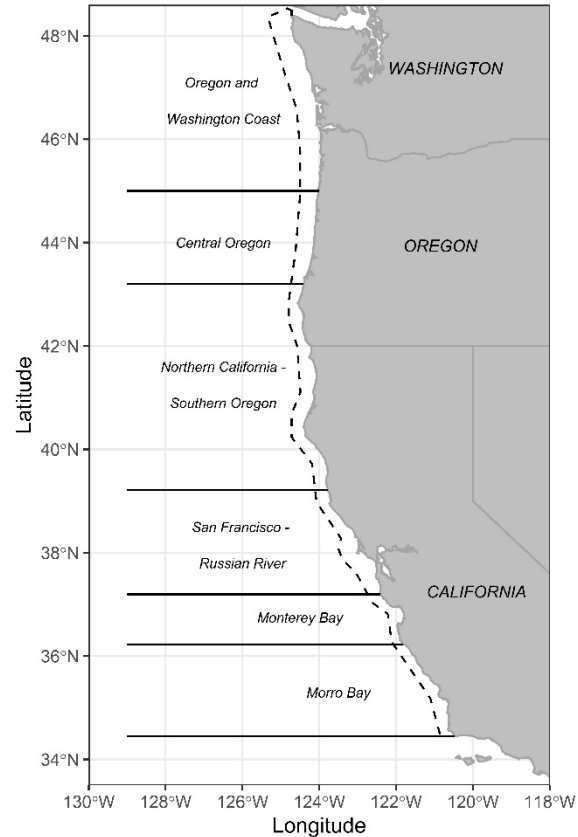 48°N
46°N
44°N
42°N
40°N
38°N
36°N
34°N
Latitude
WASHINGTON
Oregon and
Washington Coast
Central Oregon
OREGON
Northern California -
Southern Oregon
San Francisco -
Russian River
CALIFORNIA
Monterey Bay
Morro Bay
130°W 128°W 126°W 124°W 122°W 120°W 118°W
Longitude